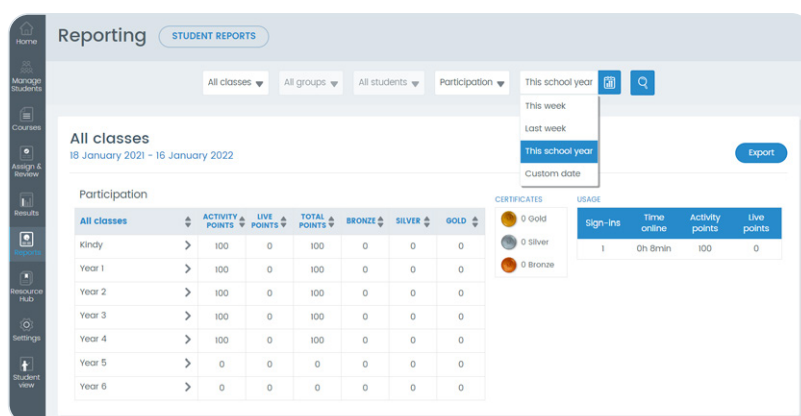 Home
Manage
Students
Courses
Assign &
Review
Results
Reports
Resource
Hub
Settings
Student
view
Reporting
STUDENT REPORTS
All classes
All groups
All students
Participation
This school year
This week
Last week
This school year
Custom date
All classes
18 January 2021 - 16 January 2022
Export
Participation
All classes ACTIVITY POINTS LIVE POINTS TOTAL POINTS BRONZE SILVER GOLD
Kindy 100 0 100 0 0 0
Year 1 100 0 100 0 0 0
Year 2 100 0 100 0 0 0
Year 3 100 0 100 0 0 0
Year 4 100 0 100 0 0 0
Year 5 0 0 0 0 0 0
Year 6 0 0 0 0 0 0
CERTIFICATES
0 Gold
0 Silver
0 Bronze
USAGE
Sign-ins Time online Activity points Live points
1 0h 8min 100 0